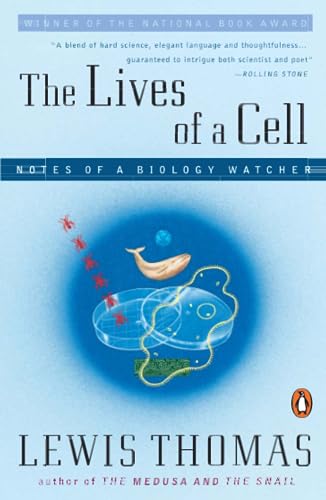 WINNER OF THE NATIONAL BOOK AWARD
"A blend of hard science, elegant language and thoughtfulness...
guaranteed to intrigue both scientist and poet"
—ROLLING STONE
The Lives
of a Cell
NOTES OF A BIOLOGY WATCHER
LEWIS THOMAS
author of THE MEDUSA AND THE SNAIL